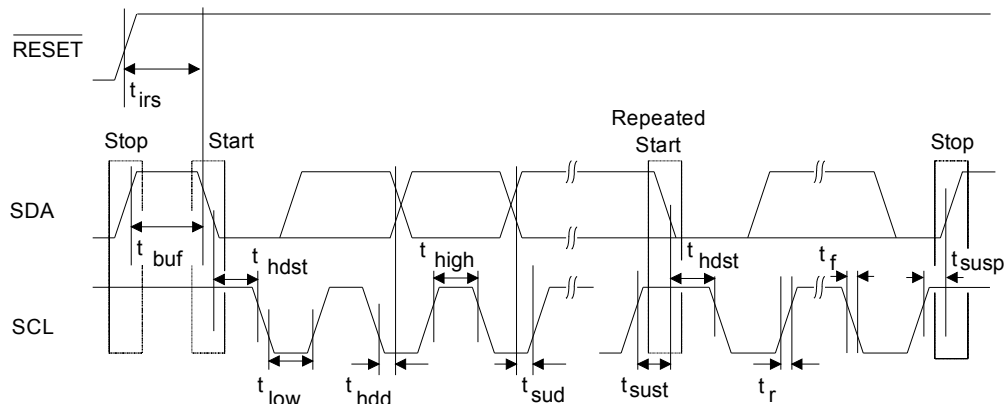 RESET
t irs
Repeated
Stop Start Start Stop
SDA
t buf t hdst t high t hdst t f t susp
SCL
t low t hdd t sud t sust t r